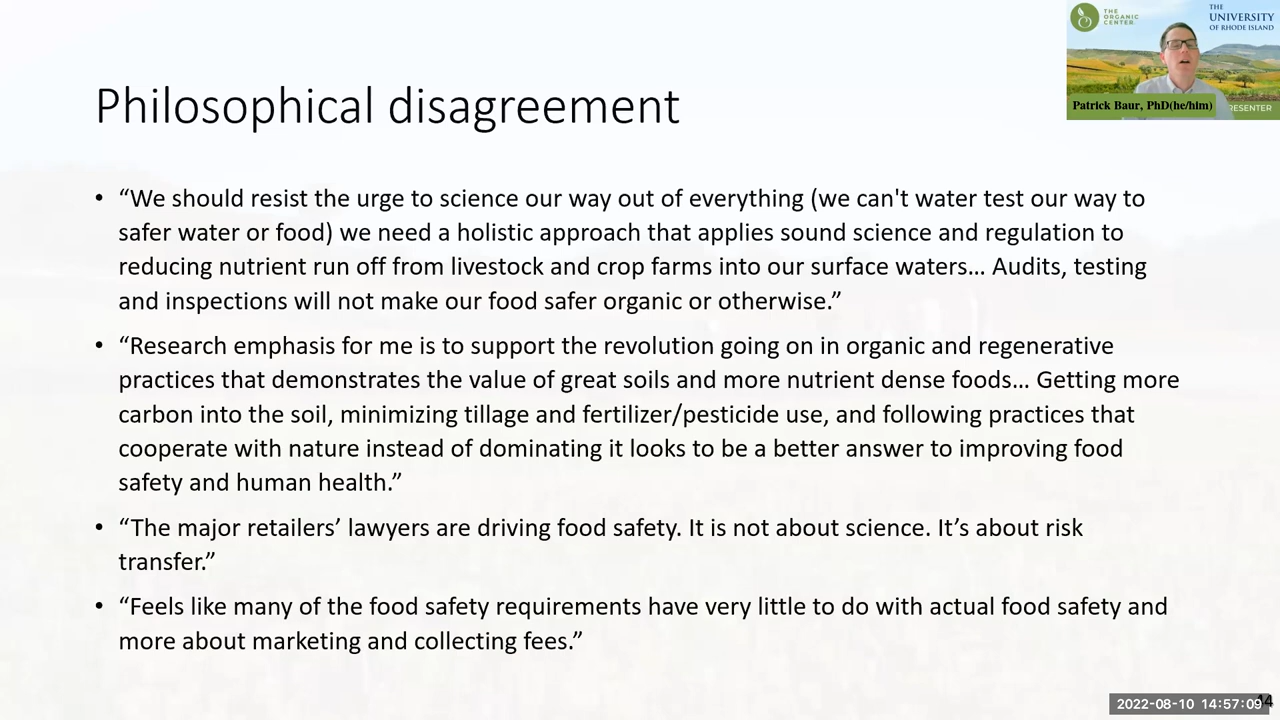 THE
ORGANIC
CENTER
THE
UNIVERSITY
OF RHODE ISLAND
Patrick Baur, PhD(he/him)
RESENTER
Philosophical disagreement
• “We should resist the urge to science our way out of everything (we can't water test our way to
safer water or food) we need a holistic approach that applies sound science and regulation to
reducing nutrient run off from livestock and crop farms into our surface waters… Audits, testing
and inspections will not make our food safer organic or otherwise.”
• “Research emphasis for me is to support the revolution going on in organic and regenerative
practices that demonstrates the value of great soils and more nutrient dense foods… Getting more
carbon into the soil, minimizing tillage and fertilizer/pesticide use, and following practices that
cooperate with nature instead of dominating it looks to be a better answer to improving food
safety and human health.”
• “The major retailers’ lawyers are driving food safety. It is not about science. It’s about risk
transfer.”
• “Feels like many of the food safety requirements have very little to do with actual food safety and
more about marketing and collecting fees.”
2022-08-10 14:57:09